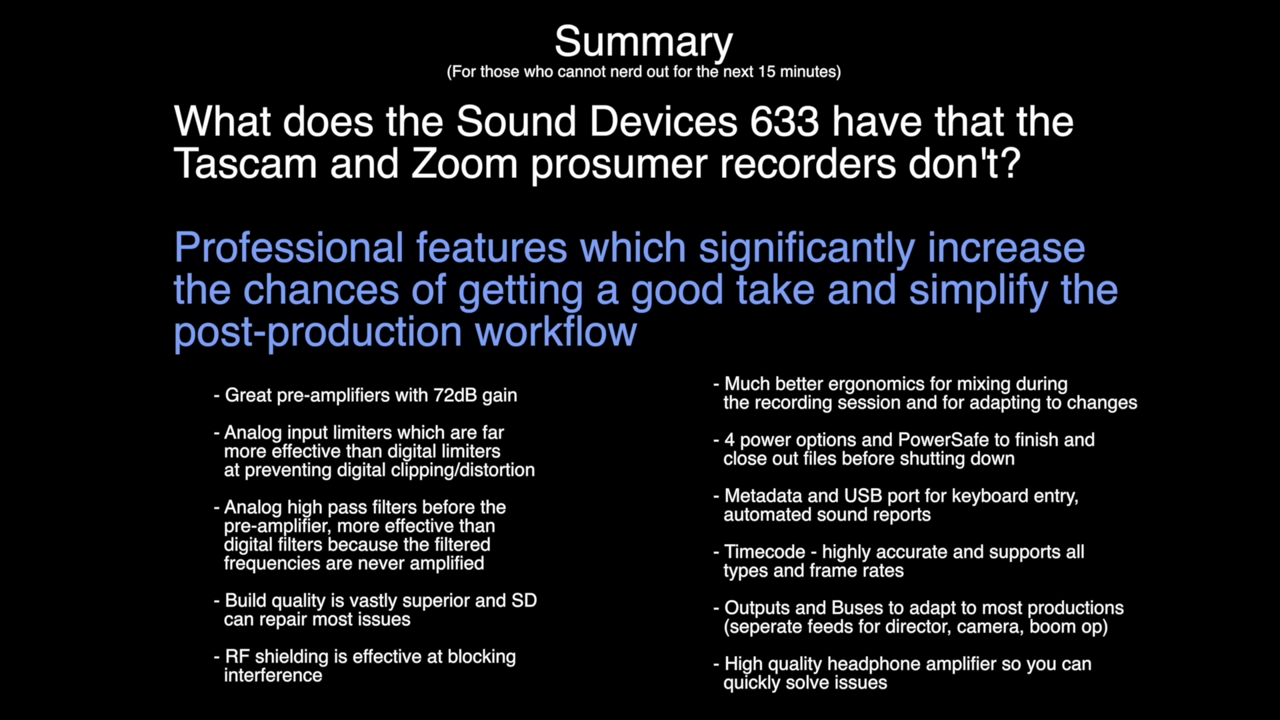 Summary
(For those who cannot nerd out for the next 15 minutes)
What does the Sound Devices 633 have that the
Tascam and Zoom prosumer recorders don't?
Professional features which significantly increase
the chances of getting a good take and simplify the
post-production workflow
- Great pre-amplifiers with 72dB gain
- Analog input limiters which are far
more effective than digital limiters
at preventing digital clipping/distortion
- Analog high pass filters before the
pre-amplifier, more effective than
digital filters because the filtered
frequencies are never amplified
- Build quality is vastly superior and SD
can repair most issues
- RF shielding is effective at blocking
interference
- Much better ergonomics for mixing during
the recording session and for adapting to changes
- 4 power options and PowerSafe to finish and
close out files before shutting down
- Metadata and USB port for keyboard entry,
automated sound reports
- Timecode - highly accurate and supports all
types and frame rates
- Outputs and Buses to adapt to most productions
(seperate feeds for director, camera, boom op)
- High quality headphone amplifier so you can
quickly solve issues